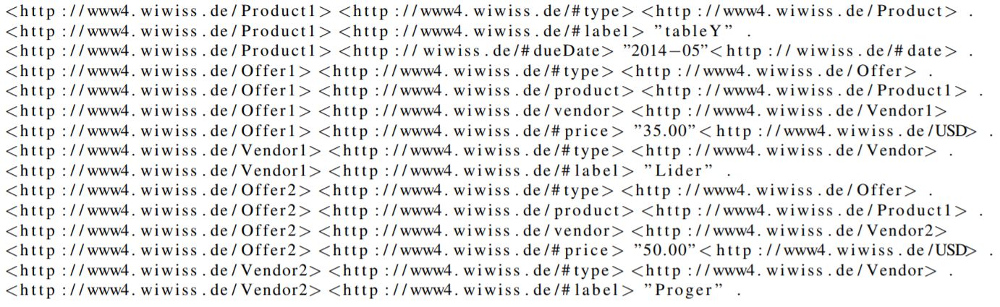 <http://www4.wiwiss.de/Product1> <http://www4.wiwiss.de/#type> <http://www4.wiwiss.de/Product> .
<http://www4.wiwiss.de/Product1> <http://www4.wiwiss.de/#label> ”tableY” .
<http://www4.wiwiss.de/Product1> <http://wiwiss.de/#dueDate> ”2014−05”<http://wiwiss.de/#date> .
<http://www4.wiwiss.de/Offer1> <http://www4.wiwiss.de/#type> <http://www4.wiwiss.de/Offer> .
<http://www4.wiwiss.de/Offer1> <http://www4.wiwiss.de/product> <http://www4.wiwiss.de/Product1> .
<http://www4.wiwiss.de/Offer1> <http://www4.wiwiss.de/vendor> <http://www4.wiwiss.de/Vendor1>
<http://www4.wiwiss.de/Offer1> <http://www4.wiwiss.de/#price> ”35.00”<http://www4.wiwiss.de/USD> .
<http://www4.wiwiss.de/Vendor1> <http://www4.wiwiss.de/#type> <http://www4.wiwiss.de/Vendor> .
<http://www4.wiwiss.de/Vendor1> <http://www4.wiwiss.de/#label> ”Lider” .
<http://www4.wiwiss.de/Offer2> <http://www4.wiwiss.de/#type> <http://www4.wiwiss.de/Offer> .
<http://www4.wiwiss.de/Offer2> <http://www4.wiwiss.de/product> <http://www4.wiwiss.de/Product1> .
<http://www4.wiwiss.de/Offer2> <http://www4.wiwiss.de/vendor> <http://www4.wiwiss.de/Vendor2>
<http://www4.wiwiss.de/Offer2> <http://www4.wiwiss.de/#price> ”50.00”<http://www4.wiwiss.de/USD> .
<http://www4.wiwiss.de/Vendor2> <http://www4.wiwiss.de/#type> <http://www4.wiwiss.de/Vendor> .
<http://www4.wiwiss.de/Vendor2> <http://www4.wiwiss.de/#label> ”Proger” .